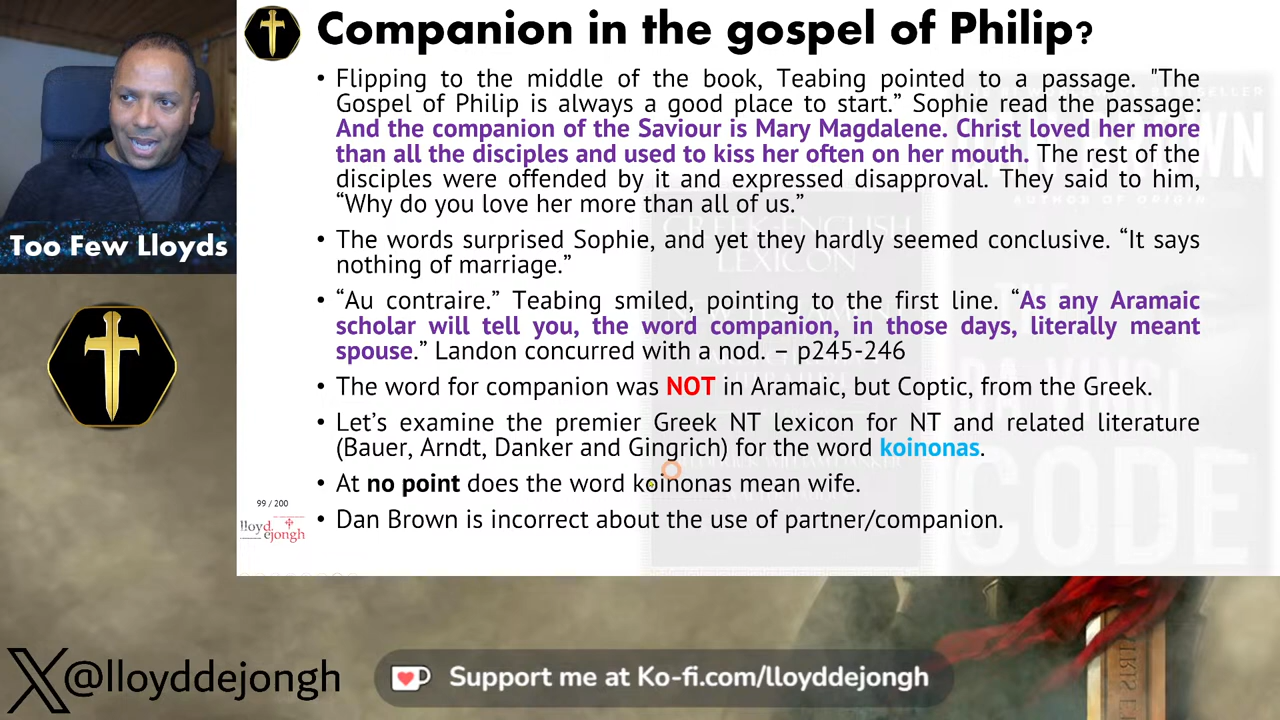 Companion in the gospel of Philip?
• Flipping to the middle of the book, Teabing pointed to a passage. "The
Gospel of Philip is always a good place to start.” Sophie read the passage:
And the companion of the Saviour is Mary Magdalene. Christ loved her more
than all the disciples and used to kiss her often on her mouth. The rest of the
disciples were offended by it and expressed disapproval. They said to him,
“Why do you love her more than all of us.”
• The words surprised Sophie, and yet they hardly seemed conclusive. “It says
nothing of marriage.”
• “Au contraire.” Teabing smiled, pointing to the first line. “As any Aramaic
scholar will tell you, the word companion, in those days, literally meant
spouse.” Landon concurred with a nod. – p245-246
• The word for companion was NOT in Aramaic, but Coptic, from the Greek.
• Let’s examine the premier Greek NT lexicon for NT and related literature
(Bauer, Arndt, Danker and Gingrich) for the word koinonas.
• At no point does the word koinonas mean wife.
• Dan Brown is incorrect about the use of partner/companion.
Too Few Lloyds
99 / 200
lloyd
ejongh
GREEK-ENGLISH
LEXICON
AUTHOR OF ORIGIN
CODE
X@lloyddejongh
Support me at Ko-fi.com/lloyddejongh